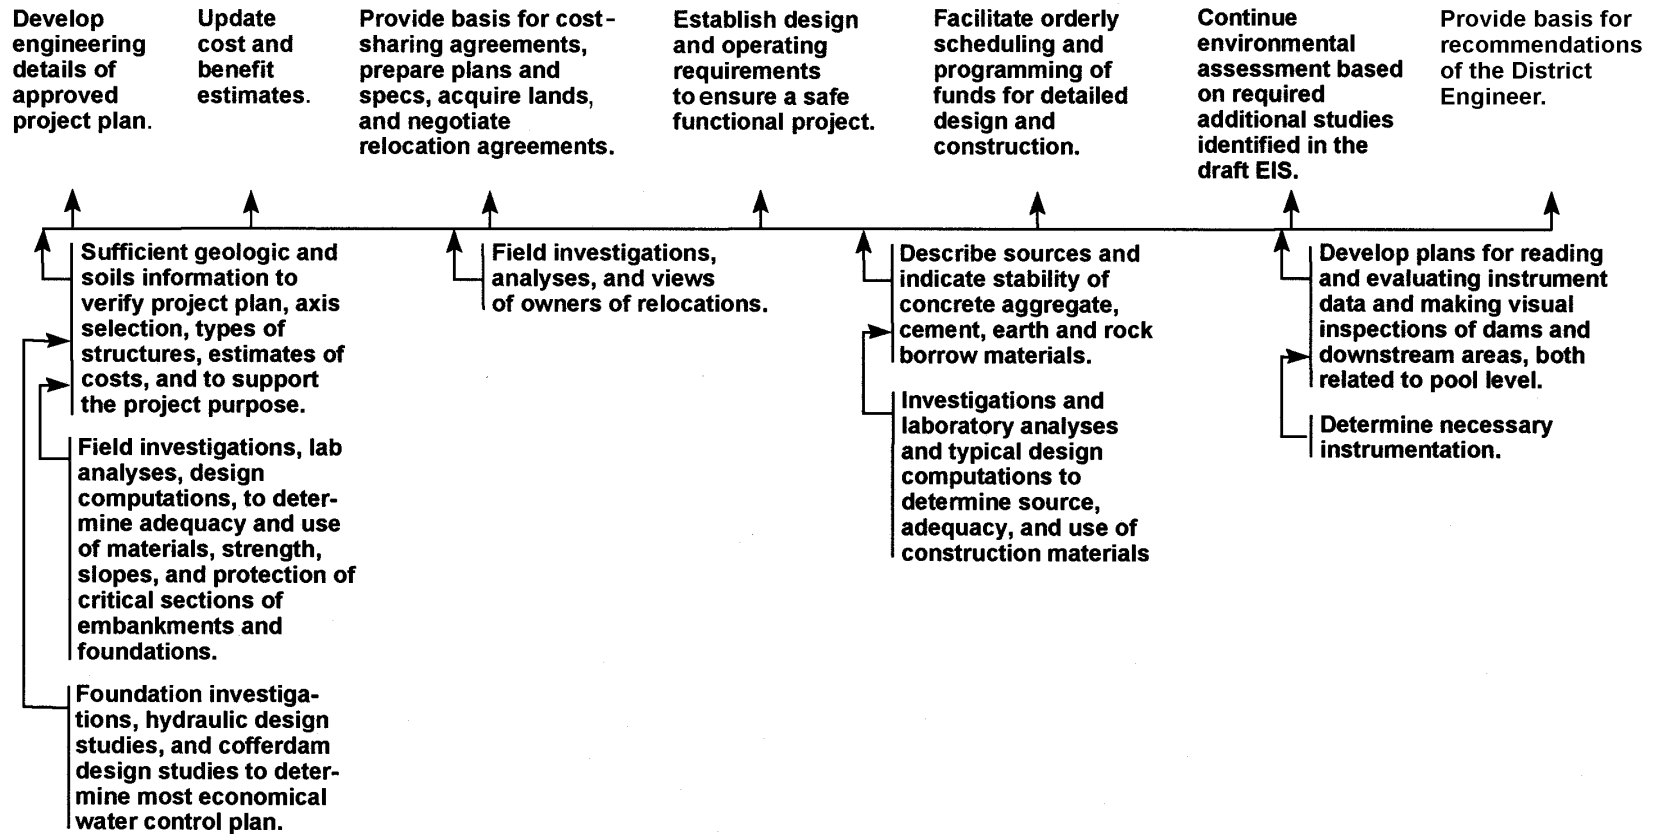 Develop
engineering
details of
approved
project plan.
Update
cost and
benefit
estimates.
Provide basis for cost-
sharing agreements,
prepare plans and
specs, acquire lands,
and negotiate
relocation agreements.
Establish design
and operating
requirements
to ensure a safe
functional project.
Facilitate orderly
scheduling and
programming of
funds for detailed
design and
construction.
Continue
environmental
assessment based
on required
additional studies
identified in the
draft EIS.
Provide basis for
recommendations
of the District
Engineer.
Sufficient geologic and
soils information to
verify project plan, axis
selection, types of
structures, estimates of
costs, and to support
the project purpose.
Field investigations, lab
analyses, design
computations, to deter-
mine adequacy and use
of materials, strength,
slopes, and protection of
critical sections of
embankments and
foundations.
Foundation investiga-
tions, hydraulic design
studies, and cofferdam
design studies to deter-
mine most economical
water control plan.
Field investigations,
analyses, and views
of owners of relocations.
Describe sources and
indicate stability of
concrete aggregate,
cement, earth and rock
borrow materials.
Investigations and
laboratory analyses
and typical design
computations to
determine source,
adequacy, and use of
construction materials
Develop plans for reading
and evaluating instrument
data and making visual
inspections of dams and
downstream areas, both
related to pool level.
Determine necessary
instrumentation.